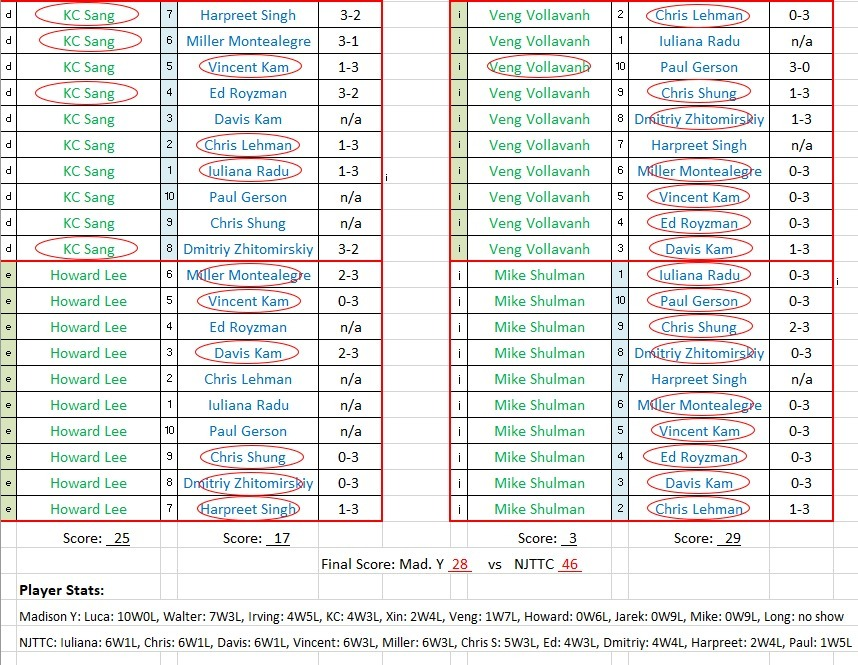 d KC Sang 7 Harpreet Singh 3-2 i Veng Vollavanh 2 Chris Lehman 0-3
d KC Sang 6 Miller Montealegre 3-1 i Veng Vollavanh 1 Iuliana Radu n/a
d KC Sang 5 Vincent Kam 1-3 i Veng Vollavanh 10 Paul Gerson 3-0
d KC Sang 4 Ed Royzman 3-2 i Veng Vollavanh 9 Chris Shung 1-3
d KC Sang 3 Davis Kam n/a i Veng Vollavanh 8 Dmitriy Zhitomirskiy 1-3
d KC Sang 2 Chris Lehman 1-3 i Veng Vollavanh 7 Harpreet Singh n/a
d KC Sang 1 Iuliana Radu 1-3 i i Veng Vollavanh 6 Miller Montealegre 0-3
d KC Sang 10 Paul Gerson n/a i Veng Vollavanh 5 Vincent Kam 0-3
d KC Sang 9 Chris Shung n/a i Veng Vollavanh 4 Ed Royzman 0-3
d KC Sang 8 Dmitriy Zhitomirskiy 3-2 i Veng Vollavanh 3 Davis Kam 1-3
e Howard Lee 6 Miller Montealegre 2-3 i Mike Shulman 1 Iuliana Radu 0-3 i
e Howard Lee 5 Vincent Kam 0-3 i Mike Shulman 10 Paul Gerson 0-3
e Howard Lee 4 Ed Royzman n/a i Mike Shulman 9 Chris Shung 2-3
e Howard Lee 3 Davis Kam 2-3 i Mike Shulman 8 Dmitriy Zhitomirskiy 0-3
e Howard Lee 2 Chris Lehman n/a i Mike Shulman 7 Harpreet Singh n/a
e Howard Lee 1 Iuliana Radu n/a i Mike Shulman 6 Miller Montealegre 0-3
e Howard Lee 10 Paul Gerson n/a i Mike Shulman 5 Vincent Kam 0-3
e Howard Lee 9 Chris Shung 0-3 i Mike Shulman 4 Ed Royzman 0-3
e Howard Lee 8 Dmitriy Zhitomirskiy 0-3 i Mike Shulman 3 Davis Kam 0-3
e Howard Lee 7 Harpreet Singh 1-3 i Mike Shulman 2 Chris Lehman 1-3
Score: 25 Score: 17 Score: 3 Score: 29
Final Score: Mad. Y 28 vs NJTTC 46
Player Stats:
Madison Y: Luca: 10W0L, Walter: 7W3L, Irving: 4W5L, KC: 4W3L, Xin: 2W4L, Veng: 1W7L, Howard: 0W6L, Jarek: 0W9L, Mike: 0W9L, Long: no show
NJTTC: Iuliana: 6W1L, Chris: 6W1L, Davis: 6W1L, Vincent: 6W3L, Miller: 6W3L, Chris S: 5W3L, Ed: 4W3L, Dmitriy: 4W4L, Harpreet: 2W4L, Paul: 1W5L